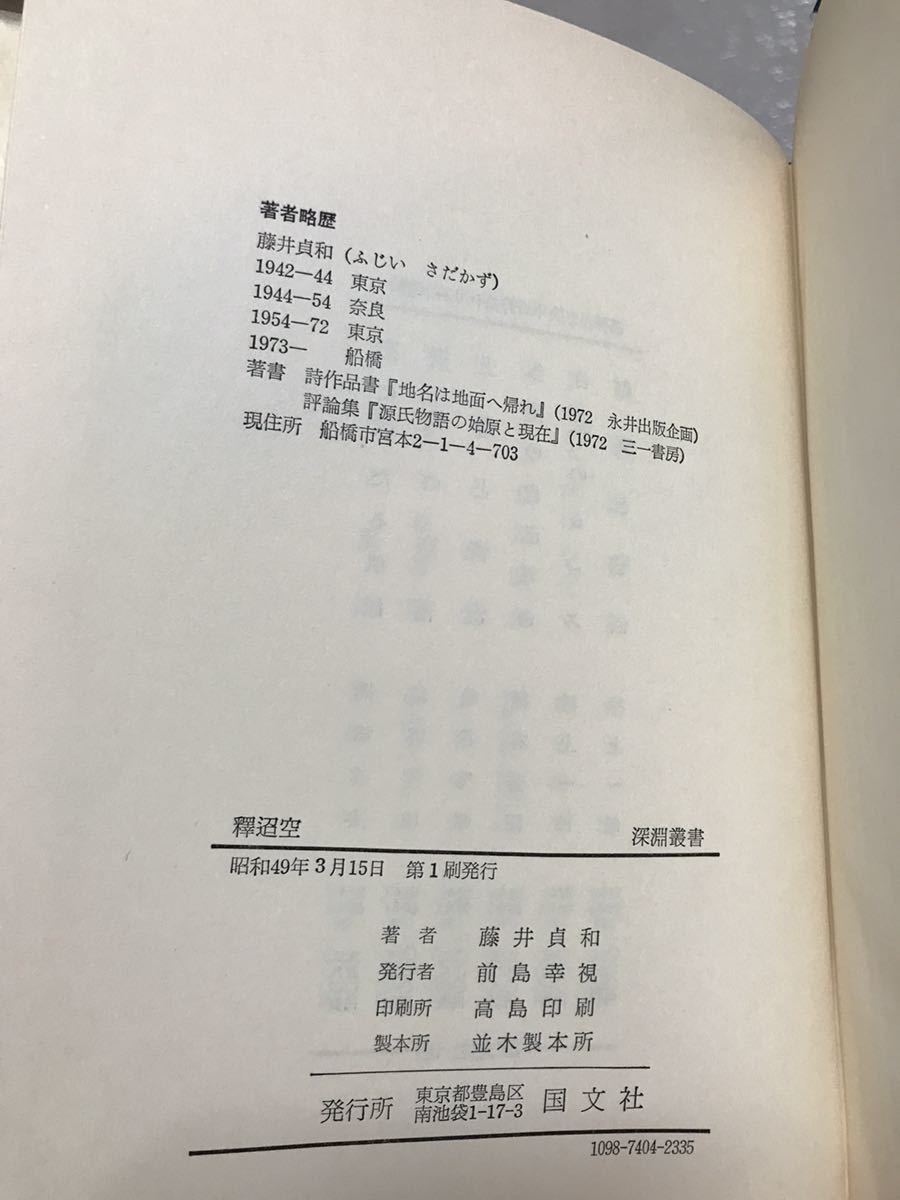 著者略歴
藤井貞和(ふじい さだかず)
1942—44 東京
1944—54 奈良
1954—72 東京
1973— 船橋
著書 詩作品書『地名は地面へ帰れ』(1972 永井出版企画)
評論集『源氏物語の始原と現在』(1972 三一書房)
現住所 船橋市宮本2—1—4—703
釋迢空 深淵叢書
昭和49年3月15日 第1刷発行
著者 藤井貞和
発行者 前島幸視
印刷所 高島印刷
製本所 並木製本所
発行所 東京都豊島区南池袋1-17-3 国文社
1098-7404-2335